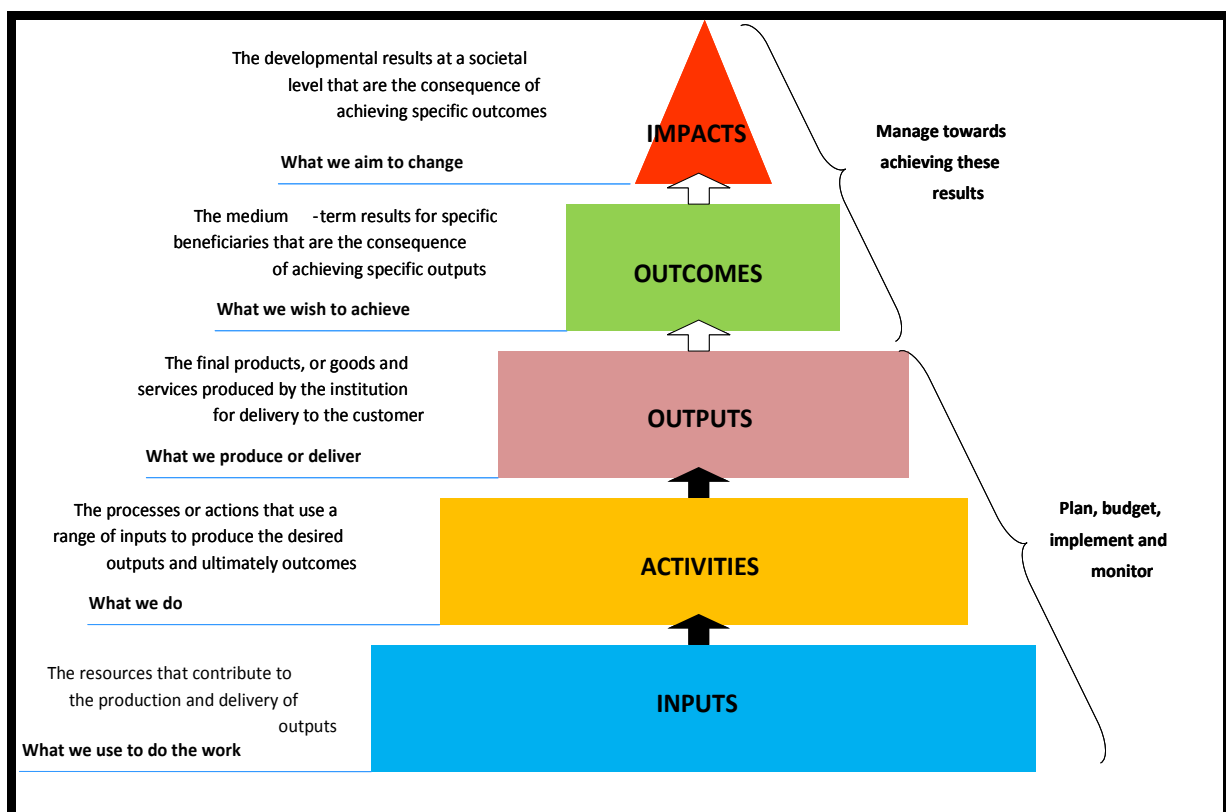 The developmental results at a societal
level that are the consequence of
achieving specific outcomes
IMPACTS
What we aim to change
Manage towards
achieving these
results
The medium -term results for specific
beneficiaries that are the consequence
of achieving specific outputs
OUTCOMES
What we wish to achieve
The final products, or goods and
services produced by the institution
for delivery to the customer
OUTPUTS
What we produce or deliver
The processes or actions that use a
range of inputs to produce the desired
outputs and ultimately outcomes
ACTIVITIES
What we do
Plan, budget,
implement and
monitor
The resources that contribute to
the production and delivery of
outputs
INPUTS
What we use to do the work